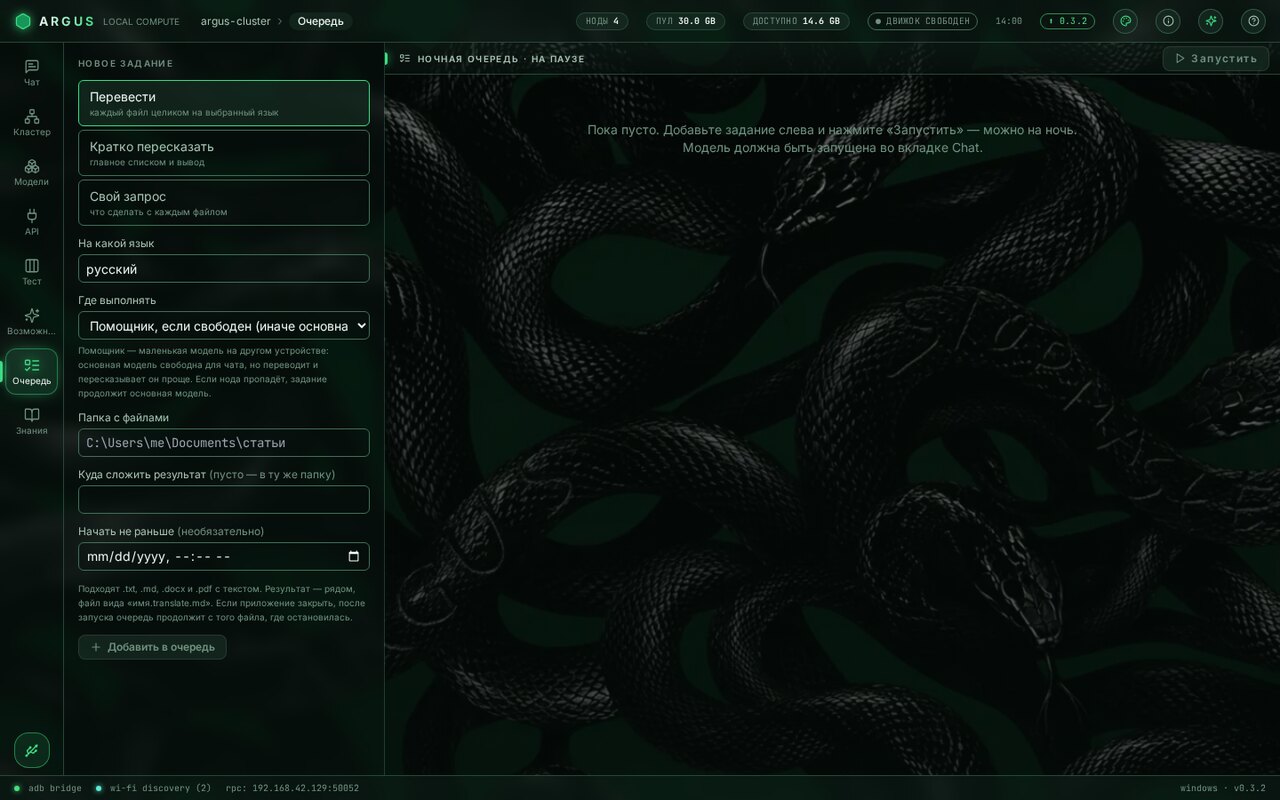 ARGUS LOCAL COMPUTE argus-cluster › Очередь НОДЫ 4 ПУЛ 30.0 GB ДОСТУПНО 14.6 GB ДВИЖОК СВОБОДЕН 14:00 ↑ 0.3.2
Чат
Кластер
Модели
API
Тест
Возможн...
Очередь
Знания
НОВОЕ ЗАДАНИЕ
Перевести
каждый файл целиком на выбранный язык
Кратко пересказать
главное списком и вывод
Свой запрос
что сделать с каждым файлом
На какой язык
русский
Где выполнять
Помощник, если свободен (иначе основна
Помощник — маленькая модель на другом устройстве:
основная модель свободна для чата, но переводит и
пересказывает он проще. Если нода пропадёт, задание
продолжит основная модель.
Папка с файлами
C:\Users\me\Documents\статьи
Куда сложить результат (пусто — в ту же папку)
Начать не раньше (необязательно)
mm/dd/yyyy, --:-- --
Подходят .txt, .md, .docx и .pdf с текстом. Результат — рядом,
файл вида «имя.translate.md». Если приложение закрыть, после
запуска очередь продолжит с того файла, где остановилась.
+ Добавить в очередь
НОЧНАЯ ОЧЕРЕДЬ · НА ПАУЗЕ
Запустить
Пока пусто. Добавьте задание слева и нажмите «Запустить» — можно на ночь.
Модель должна быть запущена во вкладке Chat.
adb bridge wi-fi discovery (2) rpc: 192.168.42.129:50052
windows · v0.3.2